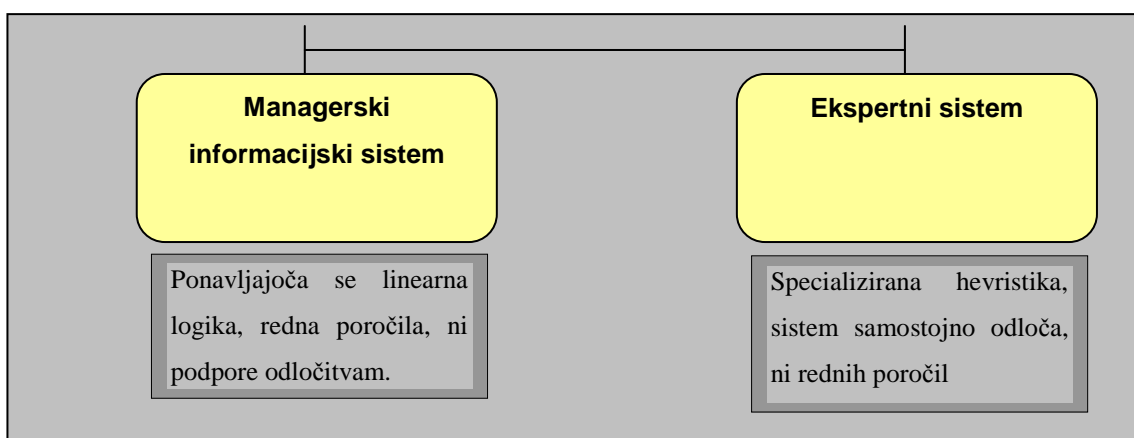 Managerski
informacijski sistem
Ekspertni sistem
Ponavljajoča se linearna
logika, redna poročila, ni
podpore odločitvam.
Specializirana hevristika,
sistem samostojno odloča,
ni rednih poročil